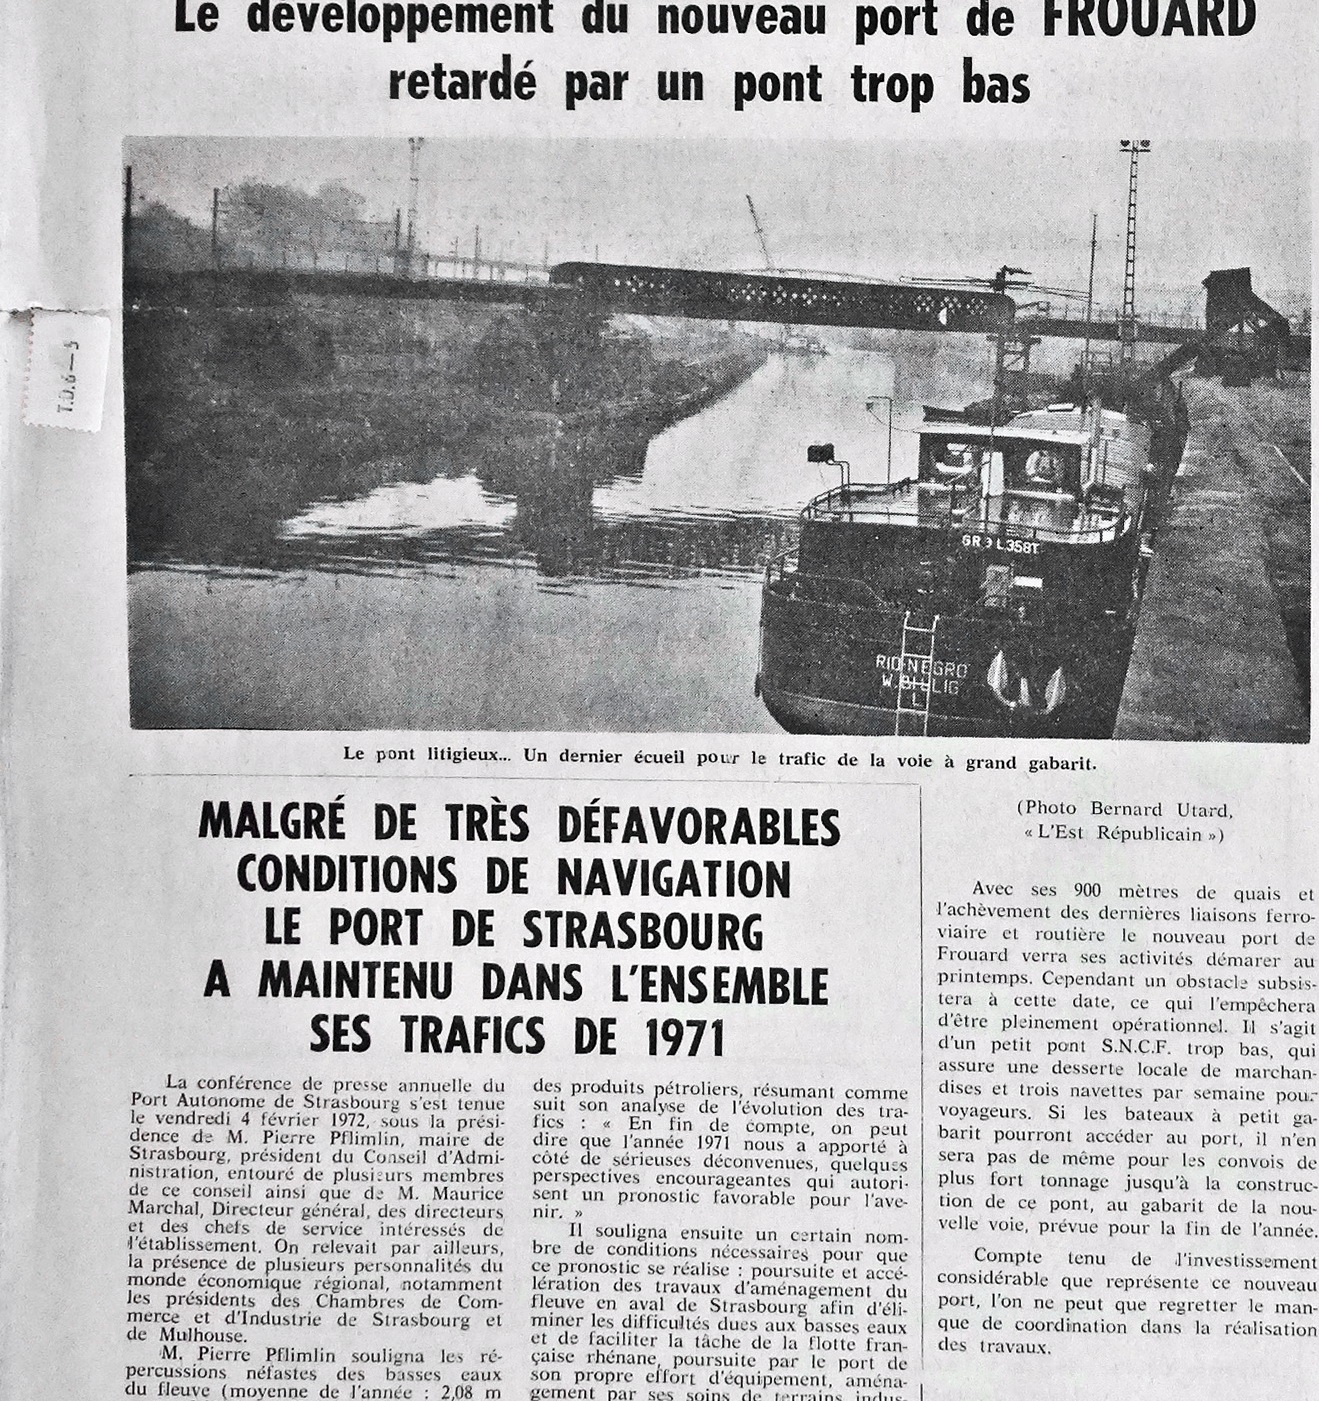 Le développement du nouveau port de FROUARD
retardé par un pont trop bas
T.D.6—5
GR L358T
RIO NEGRO
W.
L
Le pont litigieux... Un dernier écueil pour le trafic de la voie à grand gabarit.
(Photo Bernard Utard,
« L'Est Républicain »)
Avec ses 900 mètres de quais et
l'achèvement des dernières liaisons ferro-
viaire et routière le nouveau port de
Frouard verra ses activités démarer au
printemps. Cependant un obstacle subsis-
tera à cette date, ce qui l'empêchera
d'être pleinement opérationnel. Il s'agit
d'un petit pont S.N.C.F. trop bas, qui
assure une desserte locale de marchan-
dises et trois navettes par semaine pour
voyageurs. Si les bateaux à petit ga-
barit pourront accéder au port, il n'en
sera pas de même pour les convois de
plus fort tonnage jusqu'à la construc-
tion de ce pont, au gabarit de la nou-
velle voie, prévue pour la fin de l'année.
Compte tenu de l'investissement
considérable que représente ce nouveau
port, l'on ne peut que regretter le man-
que de coordination dans la réalisation
des travaux.
MALGRÉ DE TRÈS DÉFAVORABLES
CONDITIONS DE NAVIGATION
LE PORT DE STRASBOURG
A MAINTENU DANS L'ENSEMBLE
SES TRAFICS DE 1971
La conférence de presse annuelle du
Port Autonome de Strasbourg s'est tenue
le vendredi 4 février 1972, sous la prési-
dence de M. Pierre Pflimlin, maire de
Strasbourg, président du Conseil d'Admi-
nistration, entouré de plusieurs membres
de ce conseil ainsi que de M. Maurice
Marchal, Directeur général, des directeurs
et des chefs de service intéressés de
l'établissement. On relevait par ailleurs,
la présence de plusieurs personnalités du
monde économique régional, notamment
les présidents des Chambres de Com-
merce et d'Industrie de Strasbourg et
de Mulhouse.
M. Pierre Pflimlin souligna les ré-
percussions néfastes des basses eaux
du fleuve (moyenne de l'année : 2,08 m
des produits pétroliers, résumant comme
suit son analyse de l'évolution des tra-
fics : « En fin de compte, on peut
dire que l'année 1971 nous a apporté à
côté de sérieuses déconvenues, quelques
perspectives encourageantes qui autori-
sent un pronostic favorable pour l'ave-
nir. »
Il souligna ensuite un certain nom-
bre de conditions nécessaires pour que
ce pronostic se réalise : poursuite et accé-
lération des travaux d'aménagement du
fleuve en aval de Strasbourg afin d'éli-
miner les difficultés dues aux basses eaux
et de faciliter la tâche de la flotte fran-
çaise rhénane, poursuite par le port de
son propre effort d'équipement, aména-
gement par ses soins de terrains indus-